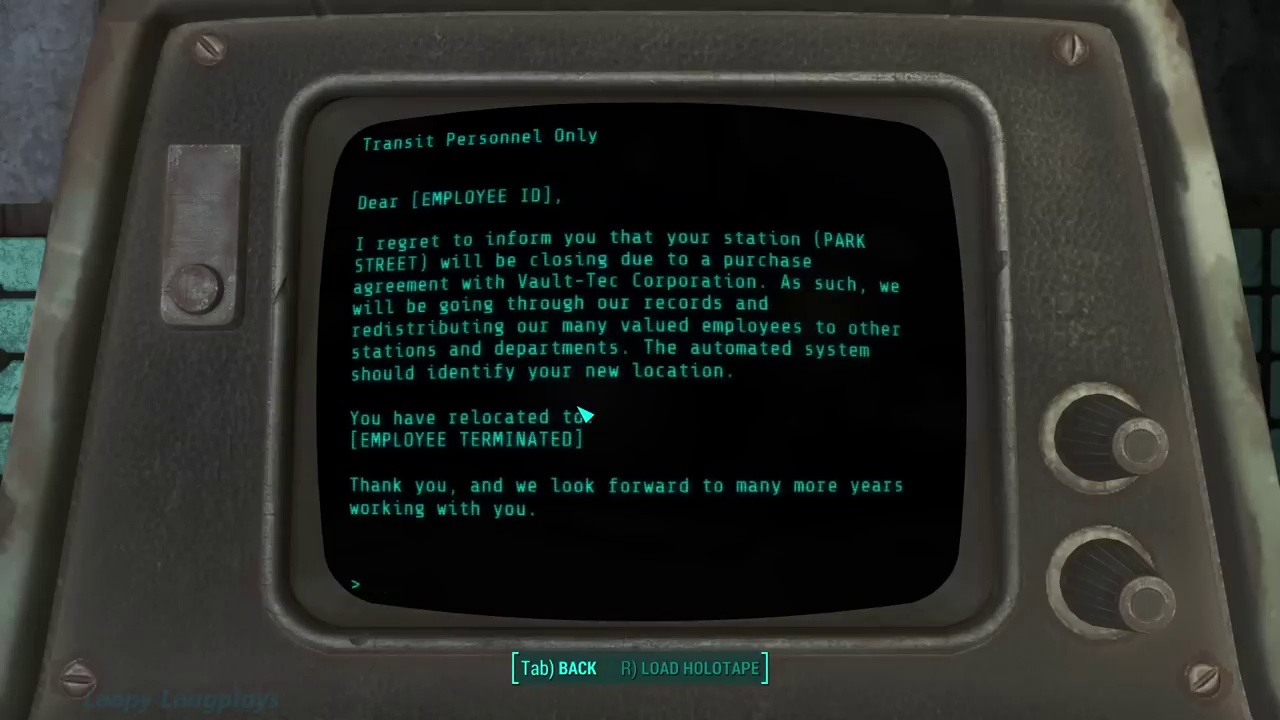 Transit Personnel Only
Dear [EMPLOYEE ID],
I regret to inform you that your station (PARK
STREET) will be closing due to a purchase
agreement with Vault-Tec Corporation. As such, we
will be going through our records and
redistributing our many valued employees to other
stations and departments. The automated system
should identify your new location.
You have relocated to:
[EMPLOYEE TERMINATED]
Thank you, and we look forward to many more years
working with you.
>
Tab) BACK R) LOAD HOLOTAPE
Loopy Longplays